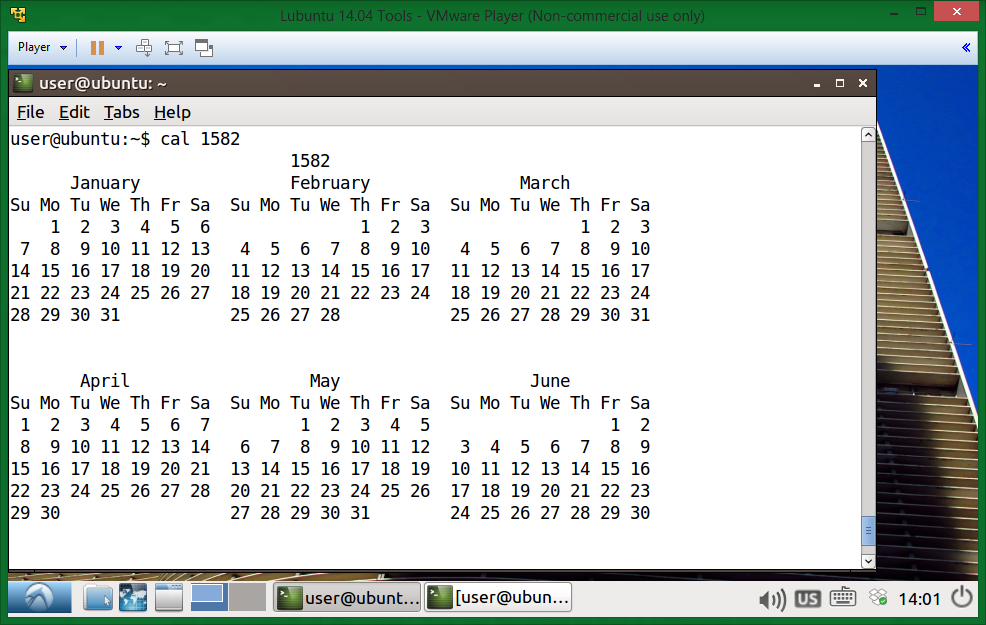 Lubuntu 14.04 Tools - VMware Player (Non-commercial use only)
Player
user@ubuntu: ~
File Edit Tabs Help
user@ubuntu:~$ cal 1582
                            1582
      January               February               March
Su Mo Tu We Th Fr Sa  Su Mo Tu We Th Fr Sa  Su Mo Tu We Th Fr Sa
    1  2  3  4  5  6               1  2  3               1  2  3
 7  8  9 10 11 12 13   4  5  6  7  8  9 10   4  5  6  7  8  9 10
14 15 16 17 18 19 20  11 12 13 14 15 16 17  11 12 13 14 15 16 17
21 22 23 24 25 26 27  18 19 20 21 22 23 24  18 19 20 21 22 23 24
28 29 30 31           25 26 27 28           25 26 27 28 29 30 31
       April                  May                   June
Su Mo Tu We Th Fr Sa  Su Mo Tu We Th Fr Sa  Su Mo Tu We Th Fr Sa
 1  2  3  4  5  6  7         1  2  3  4  5                  1  2
 8  9 10 11 12 13 14   6  7  8  9 10 11 12   3  4  5  6  7  8  9
15 16 17 18 19 20 21  13 14 15 16 17 18 19  10 11 12 13 14 15 16
22 23 24 25 26 27 28  20 21 22 23 24 25 26  17 18 19 20 21 22 23
29 30                 27 28 29 30 31        24 25 26 27 28 29 30
user@ubunt... [user@ubun... US 14:01